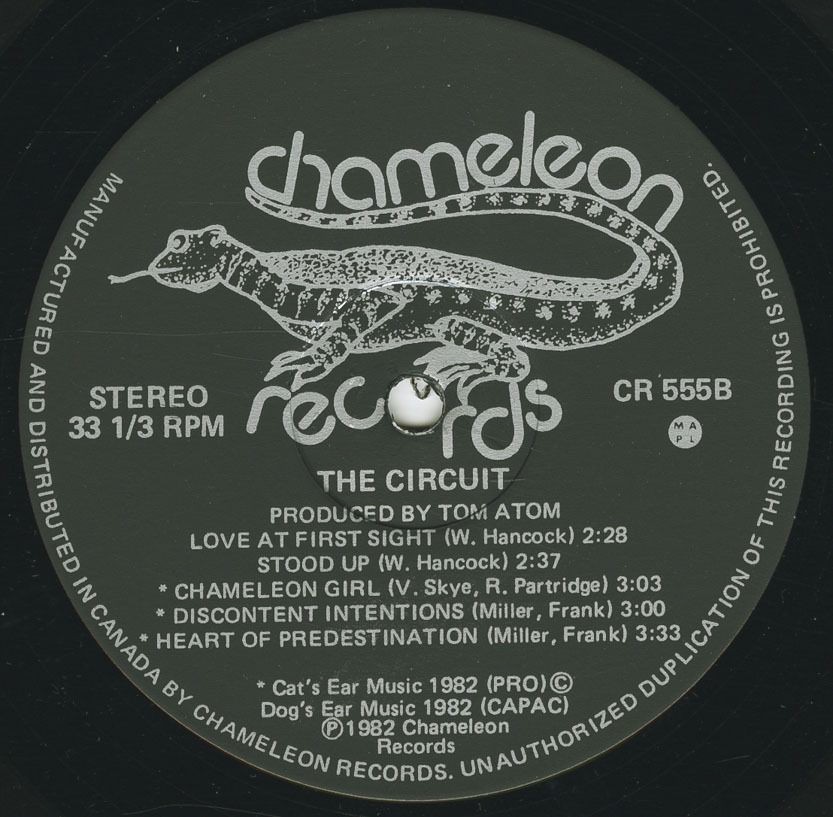 chameleon
records
STEREO
33 1/3 RPM
CR 555B
M A
P L
THE CIRCUIT
PRODUCED BY TOM ATOM
LOVE AT FIRST SIGHT (W. Hancock) 2:28
STOOD UP (W. Hancock) 2:37
* CHAMELEON GIRL (V. Skye, R. Partridge) 3:03
* DISCONTENT INTENTIONS (Miller, Frank) 3:00
* HEART OF PREDESTINATION (Miller, Frank) 3:33
* Cat's Ear Music 1982 (PRO)©
Dog's Ear Music 1982 (CAPAC)
℗1982 Chameleon
Records
MANUFACTURED AND DISTRIBUTED IN CANADA BY CHAMELEON RECORDS. UNAUTHORIZED DUPLICATION OF THIS RECORDING IS PROHIBITED.